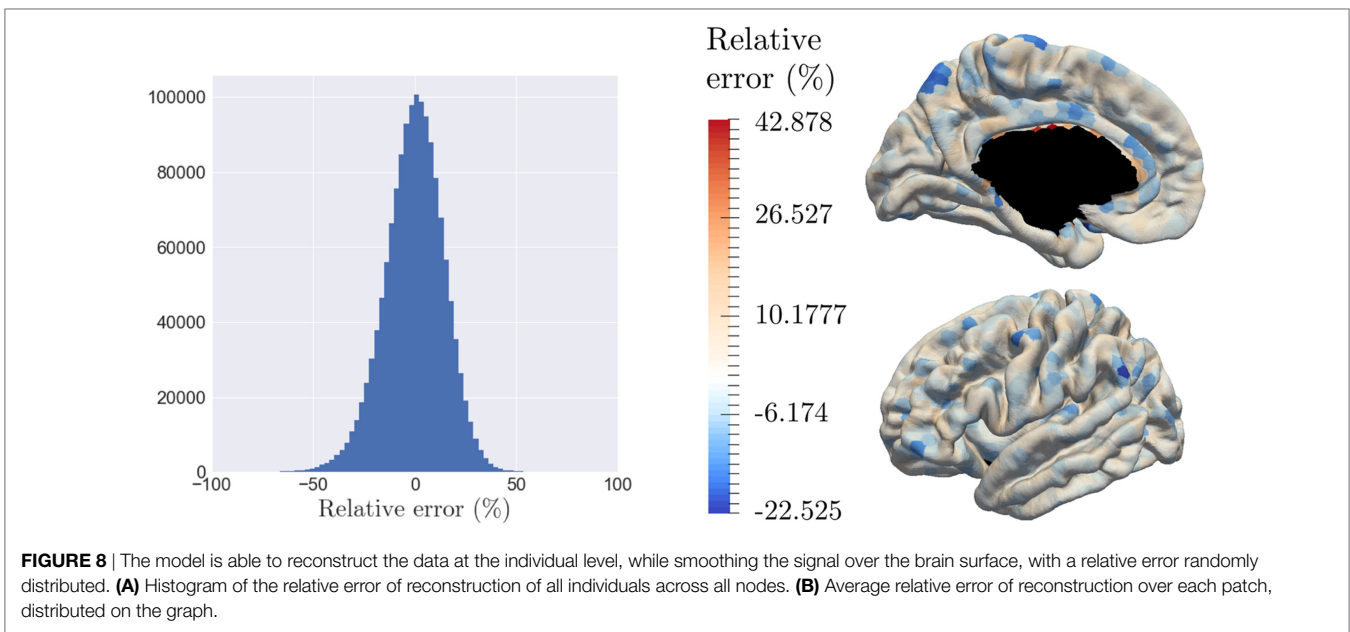 100000
80000
60000
40000
20000
0
−100
−50
0
50
100
Relative error (%)
Relative
error (%)
42.878
26.527
10.1777
-6.174
-22.525
FIGURE 8 | The model is able to reconstruct the data at the individual level, while smoothing the signal over the brain surface, with a relative error randomly
distributed. (A) Histogram of the relative error of reconstruction of all individuals across all nodes. (B) Average relative error of reconstruction over each patch,
distributed on the graph.